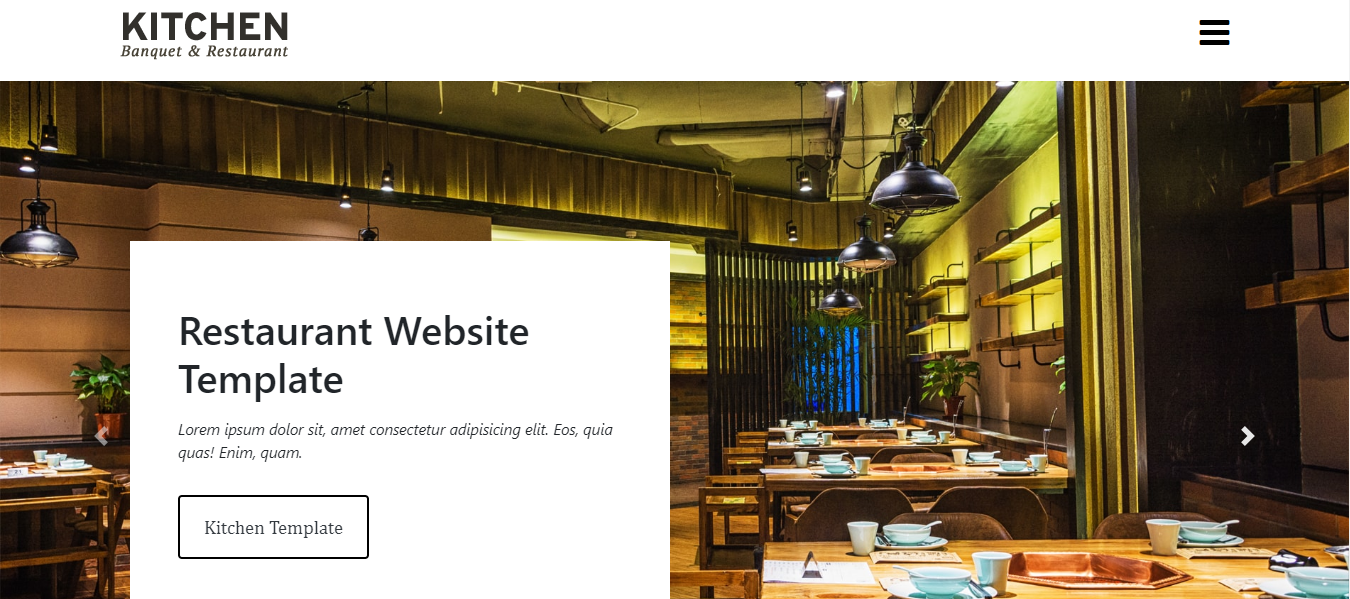 KITCHEN
Banquet & Restaurant
Restaurant Website
Template
Lorem ipsum dolor sit, amet consectetur adipisicing elit. Eos, quia
quas! Enim, quam.
Kitchen Template